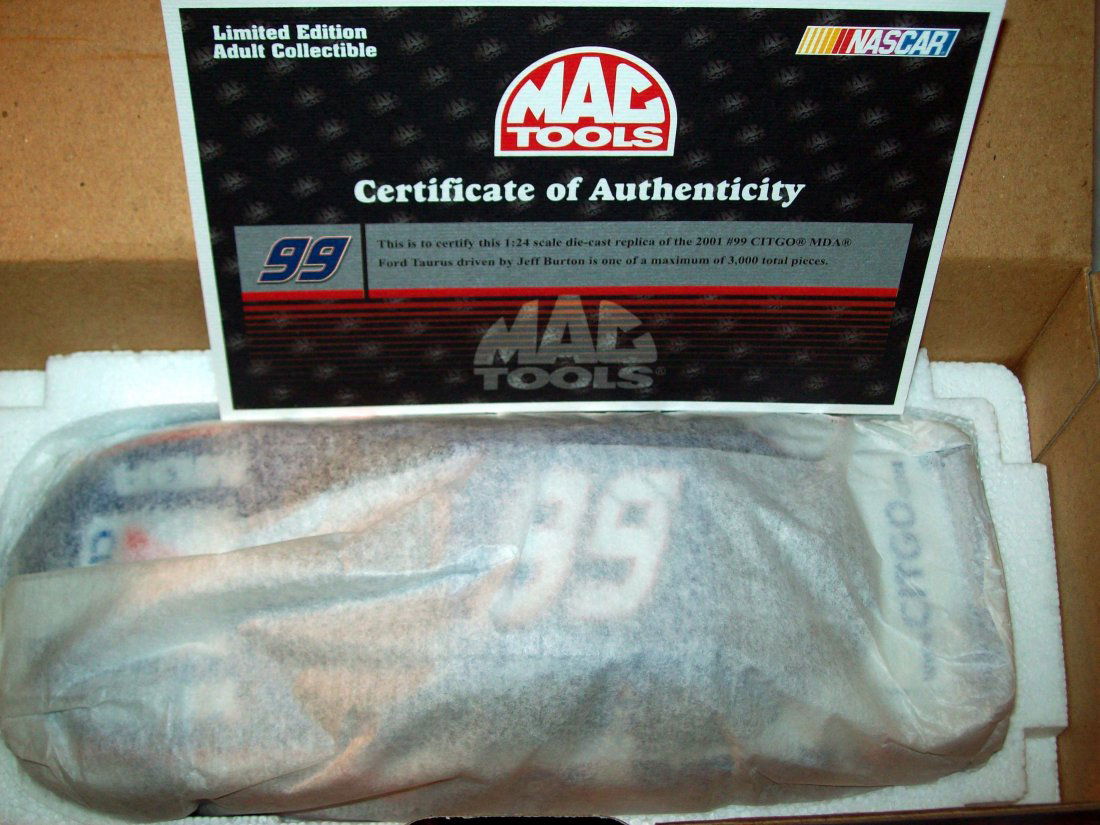 Limited Edition
Adult Collectible
NASCAR
MAC
TOOLS
Certificate of Authenticity
99
This is to certify this 1:24 scale die-cast replica of the 2001 #99 CITGO® MDA®
Ford Taurus driven by Jeff Burton is one of a maximum of 3,000 total pieces.
MAC
TOOLS®
99
CITGO